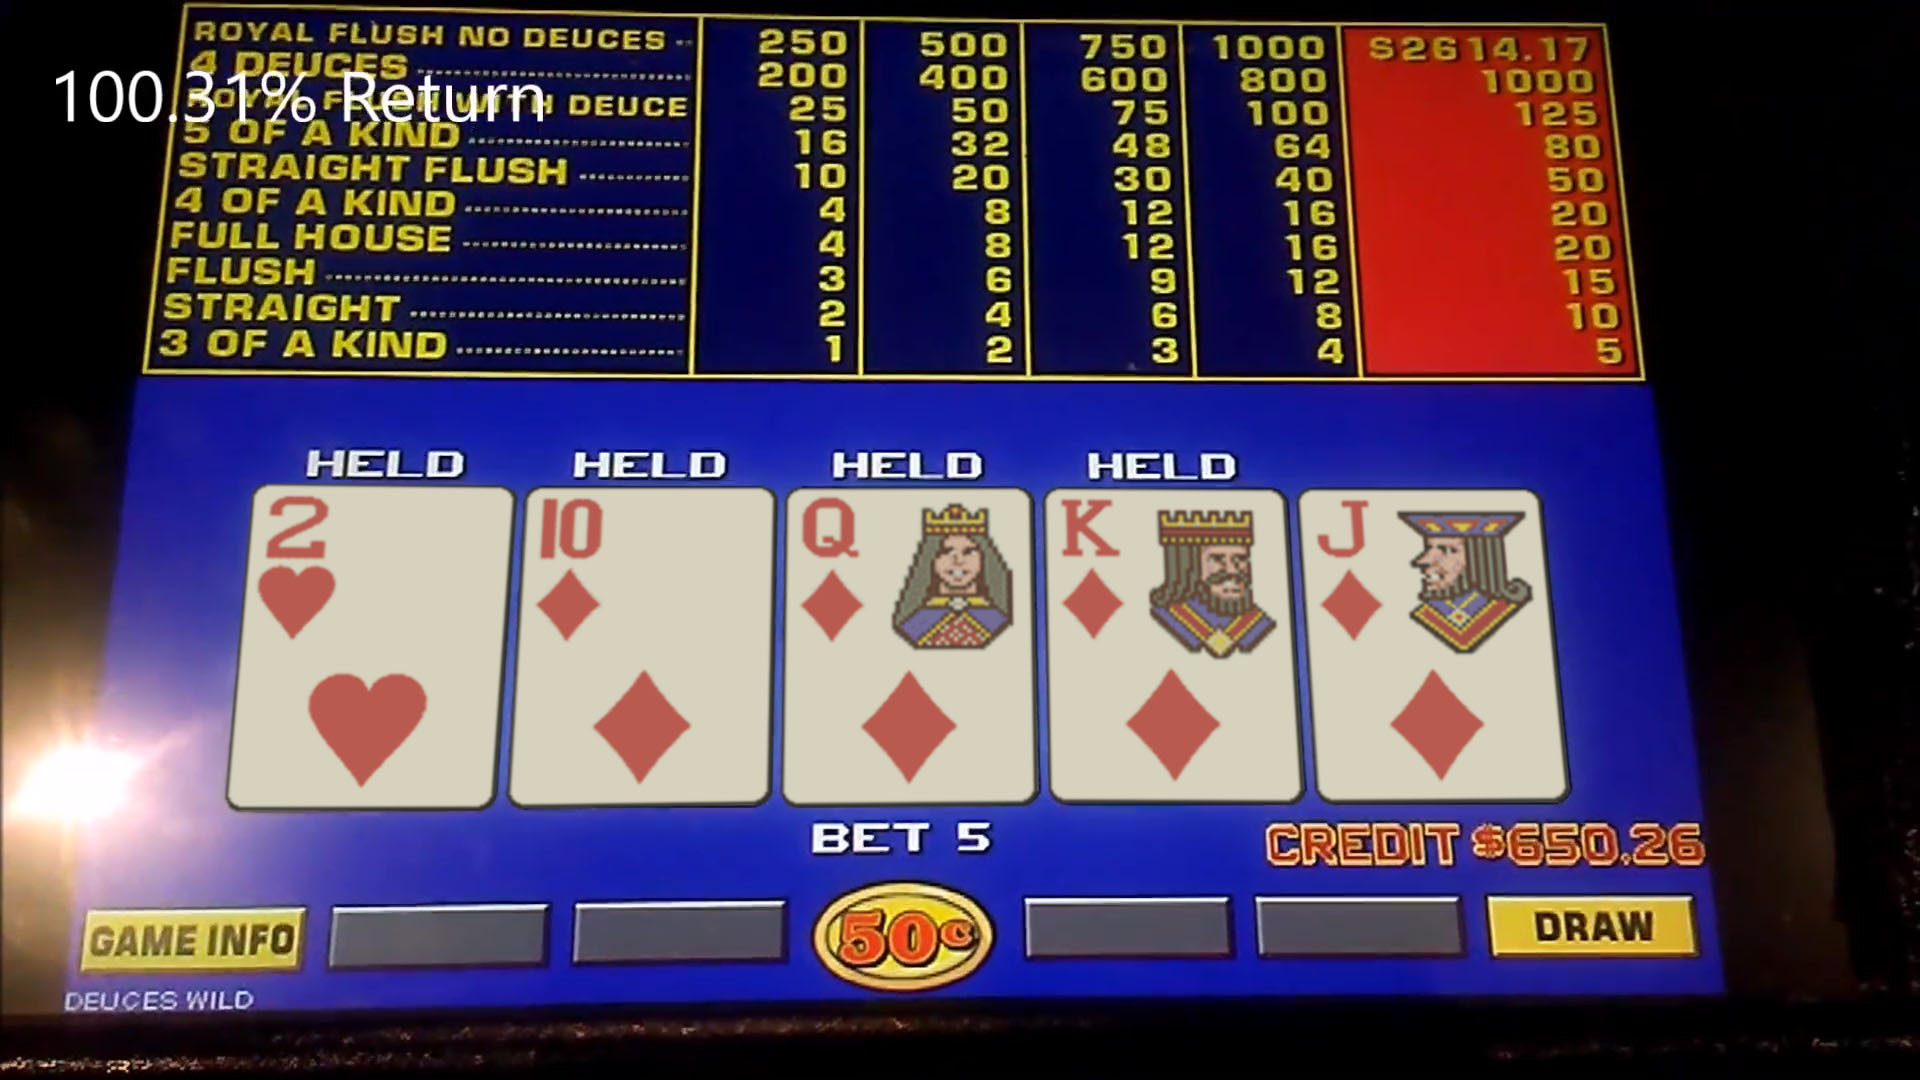 ROYAL FLUSH NO DEUCES 250 500 750 1000 $2614.17
4 DEUCES 200 400 600 800 1000
100.31% Return
ROYAL FLUSH WITH DEUCE 25 50 75 100 125
5 OF A KIND 16 32 48 64 80
STRAIGHT FLUSH 10 20 30 40 50
4 OF A KIND 4 8 12 16 20
FULL HOUSE 4 8 12 16 20
FLUSH 3 6 9 12 15
STRAIGHT 2 4 6 8 10
3 OF A KIND 1 2 3 4 5
HELD HELD HELD HELD
2 10 Q K J
BET 5 CREDIT $650.26
GAME INFO 50¢ DRAW
DEUCES WILD